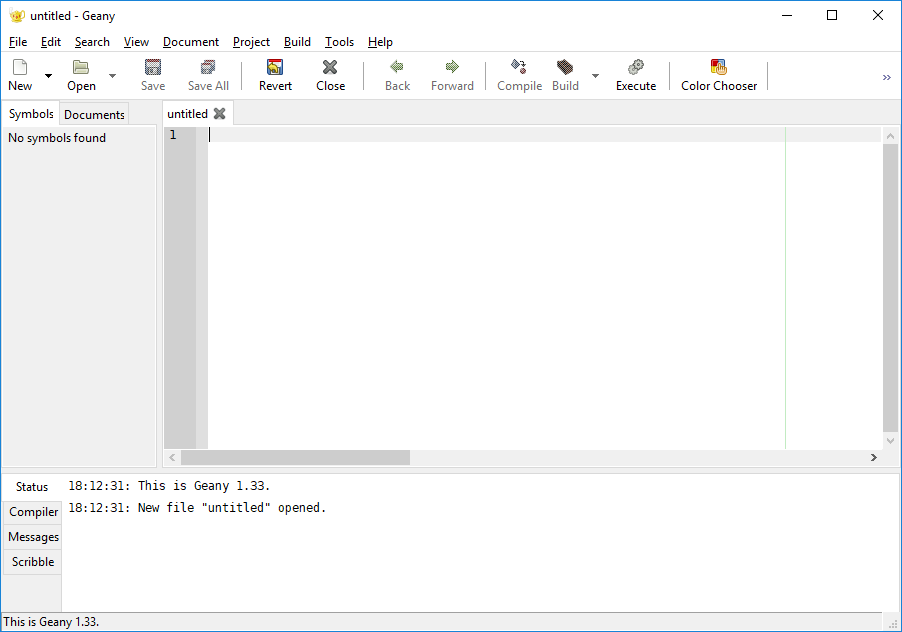 untitled - Geany
File Edit Search View Document Project Build Tools Help
New Open Save Save All Revert Close Back Forward Compile Build Execute Color Chooser »
Symbols Documents untitled
No symbols found
1
Status 18:12:31: This is Geany 1.33.
18:12:31: New file "untitled" opened.
Compiler
Messages
Scribble
This is Geany 1.33.